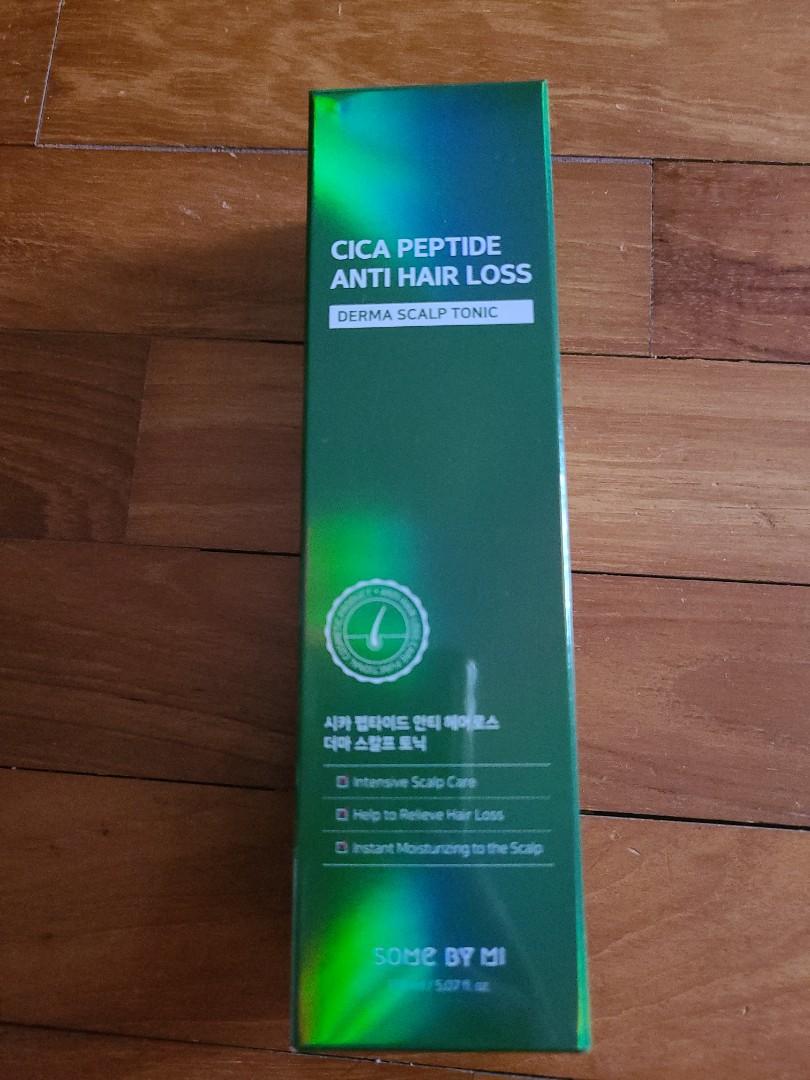 CICA PEPTIDE
ANTI HAIR LOSS
DERMA SCALP TONIC
시카 펩타이드 안티 헤어로스
더마 스칼프 토닉
Intensive Scalp Care
Help to Relieve Hair Loss
Instant Moisturizing to the Scalp
SOME BY MI
/ 5.07 fl. oz.